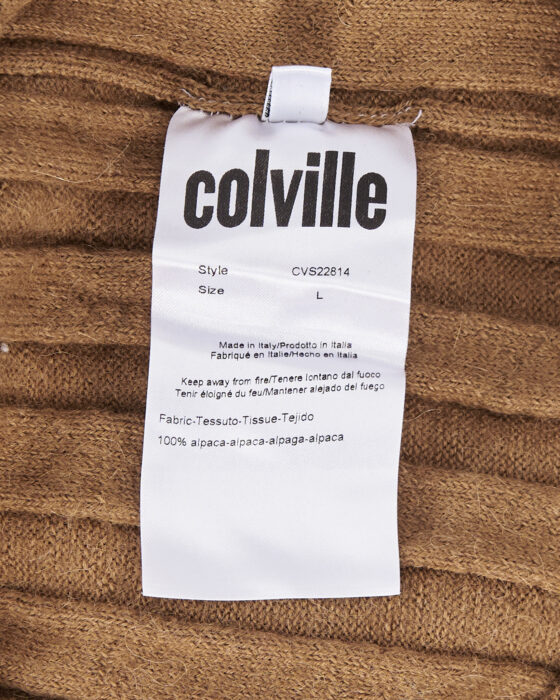 colville
Style CVS22814
Size L
Made in Italy/Prodotto in Italia
Fabriqué en Italie/Hecho en Italia
Keep away from fire/Tenere lontano dal fuoco
Tenir éloigné du feu/Mantener alejado del fuego
Fabric-Tessuto-Tissue-Tejido
100% alpaca-alpaca-alpaga-alpaca